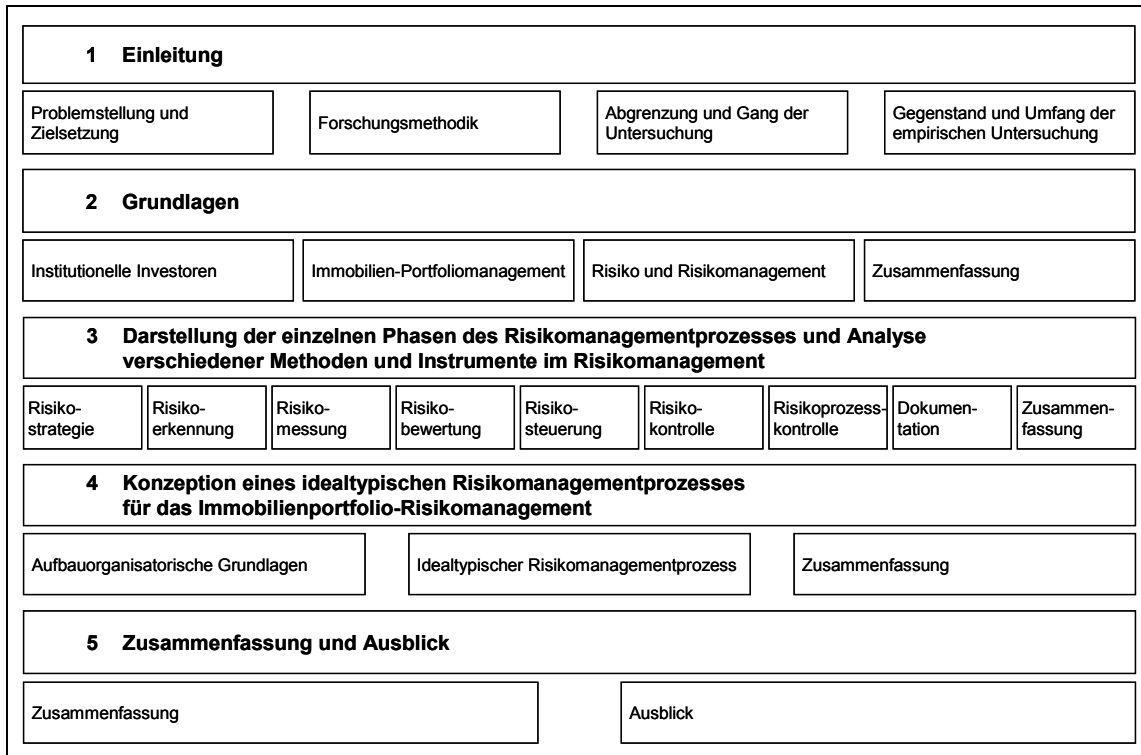 1 Einleitung
Problemstellung und
Zielsetzung
Forschungsmethodik
Abgrenzung und Gang der
Untersuchung
Gegenstand und Umfang der
empirischen Untersuchung
2 Grundlagen
Institutionelle Investoren
Immobilien-Portfoliomanagement
Risiko und Risikomanagement
Zusammenfassung
3 Darstellung der einzelnen Phasen des Risikomanagementprozesses und Analyse
verschiedener Methoden und Instrumente im Risikomanagement
Risiko-
strategie
Risiko-
erkennung
Risiko-
messung
Risiko-
bewertung
Risiko-
steuerung
Risiko-
kontrolle
Risikoprozess-
kontrolle
Dokumen-
tation
Zusammen-
fassung
4 Konzeption eines idealtypischen Risikomanagementprozesses
für das Immobilienportfolio-Risikomanagement
Aufbauorganisatorische Grundlagen
Idealtypischer Risikomanagementprozess
Zusammenfassung
5 Zusammenfassung und Ausblick
Zusammenfassung
Ausblick